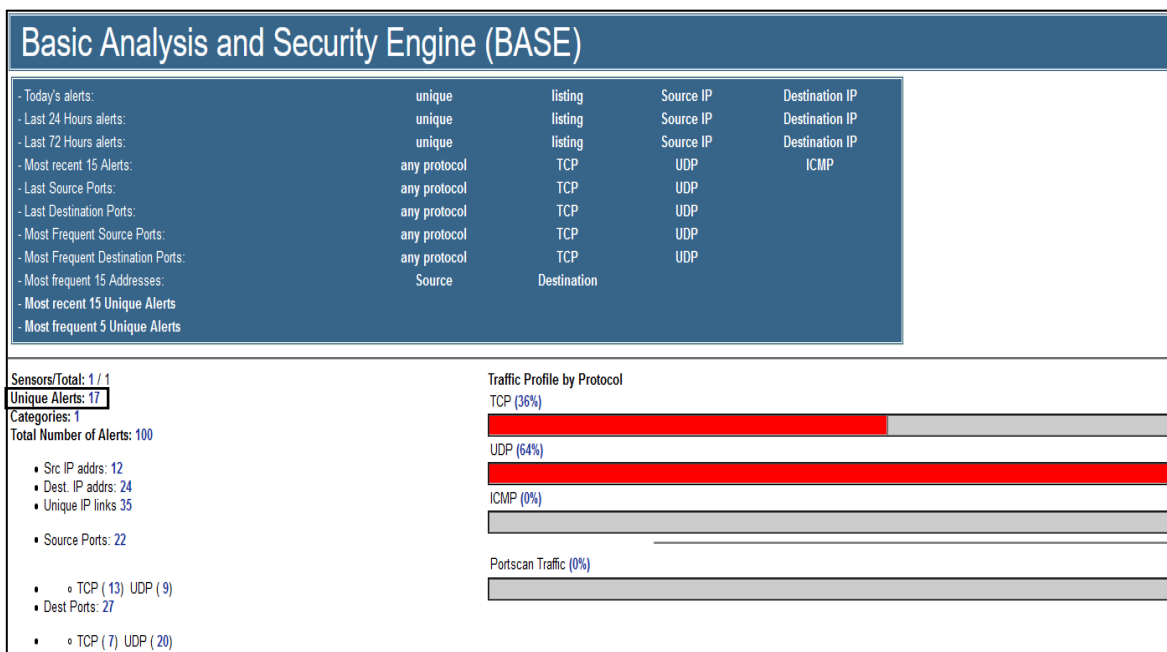 Basic Analysis and Security Engine (BASE)
- Today's alerts: unique listing Source IP Destination IP
- Last 24 Hours alerts: unique listing Source IP Destination IP
- Last 72 Hours alerts: unique listing Source IP Destination IP
- Most recent 15 Alerts: any protocol TCP UDP ICMP
- Last Source Ports: any protocol TCP UDP
- Last Destination Ports: any protocol TCP UDP
- Most Frequent Source Ports: any protocol TCP UDP
- Most Frequent Destination Ports: any protocol TCP UDP
- Most frequent 15 Addresses: Source Destination
- Most recent 15 Unique Alerts
- Most frequent 5 Unique Alerts
Sensors/Total: 1 / 1
Unique Alerts: 17
Categories: 1
Total Number of Alerts: 100
• Src IP addrs: 12
• Dest. IP addrs: 24
• Unique IP links 35
• Source Ports: 22
• ∘ TCP ( 13) UDP ( 9)
• Dest Ports: 27
• ∘ TCP ( 7) UDP ( 20)
Traffic Profile by Protocol
TCP (36%)
UDP (64%)
ICMP (0%)
Portscan Traffic (0%)